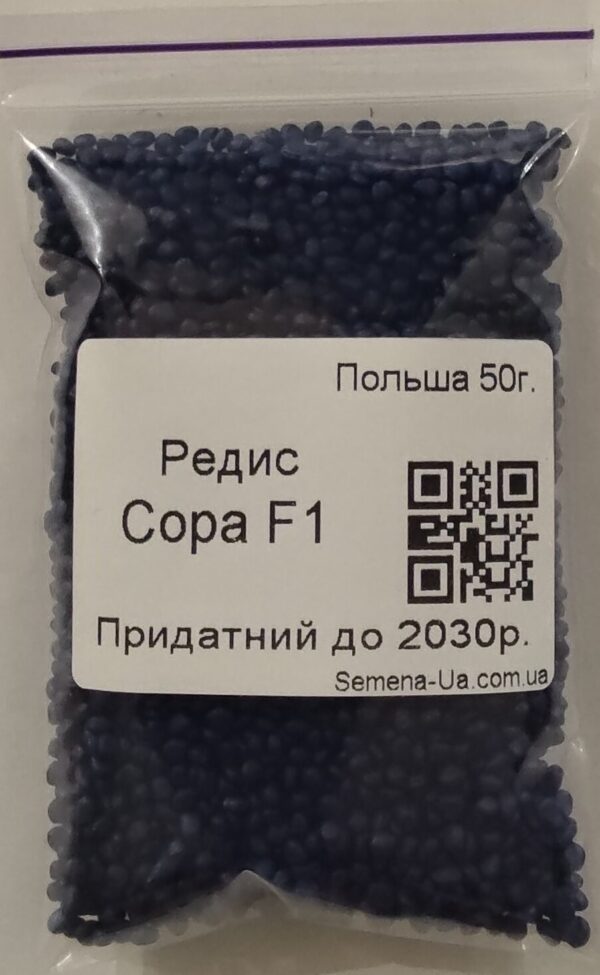 Польша 50г.
Редис
Сора F1
Придатний до 2030р.
Semena-Ua.com.ua